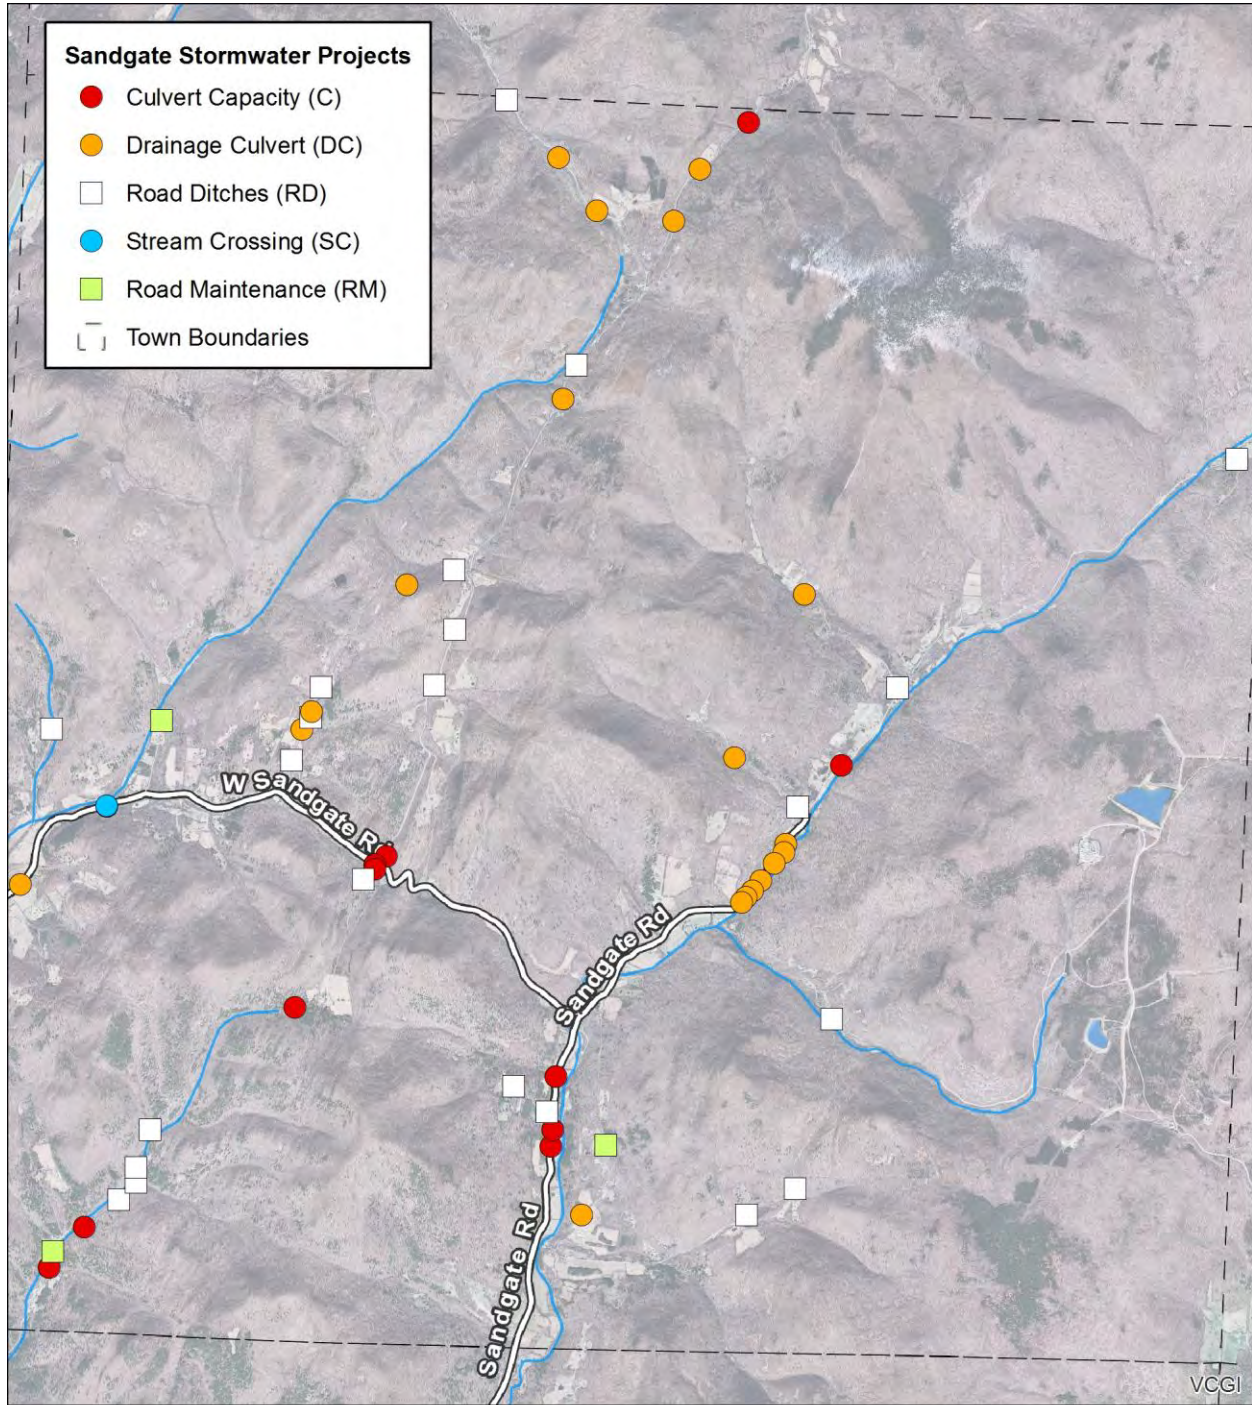 Sandgate Stormwater Projects
Culvert Capacity (C)
Drainage Culvert (DC)
Road Ditches (RD)
Stream Crossing (SC)
Road Maintenance (RM)
Town Boundaries
W Sandgate Rd
Sandgate Rd
Sandgate Rd
VCGI